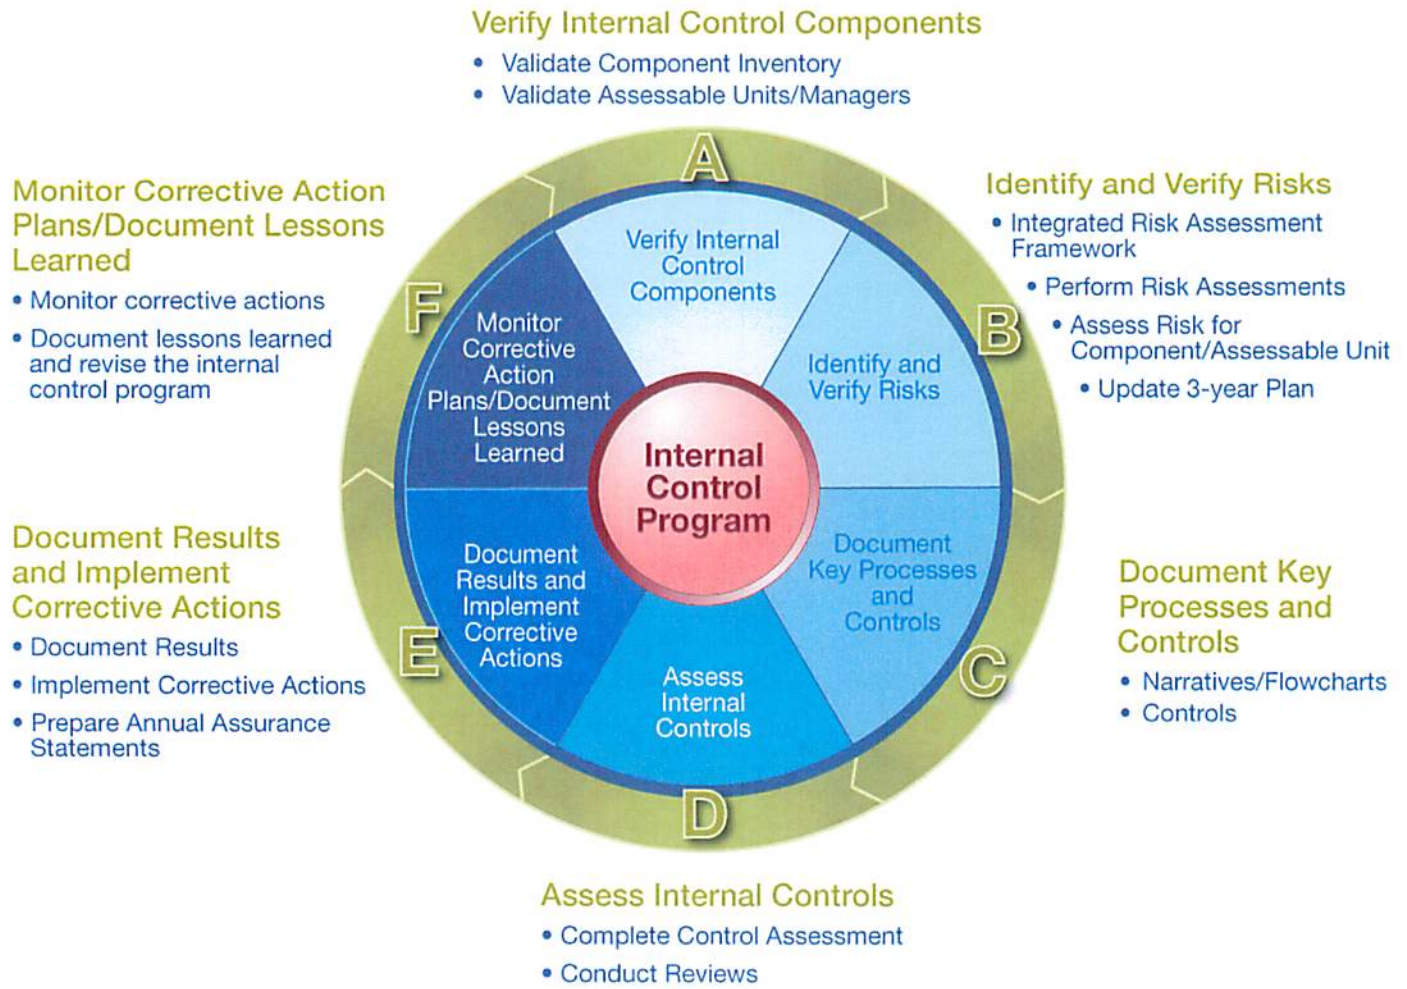 Verify Internal Control Components
• Validate Component Inventory
• Validate Assessable Units/Managers
Identify and Verify Risks
• Integrated Risk Assessment
Framework
• Perform Risk Assessments
• Assess Risk for
Component/Assessable Unit
• Update 3-year Plan
Document Key
Processes and
Controls
• Narratives/Flowcharts
• Controls
Assess Internal Controls
• Complete Control Assessment
• Conduct Reviews
Document Results
and Implement
Corrective Actions
• Document Results
• Implement Corrective Actions
• Prepare Annual Assurance
Statements
Monitor Corrective Action
Plans/Document Lessons
Learned
• Monitor corrective actions
• Document lessons learned
and revise the internal
control program
A
Verify Internal
Control
Components
B
Identify and
Verify Risks
C
Document
Key Processes
and
Controls
D
Assess
Internal
Controls
E
Document
Results and
Implement
Corrective
Actions
F
Monitor
Corrective
Action
Plans/Document
Lessons
Learned
Internal
Control
Program